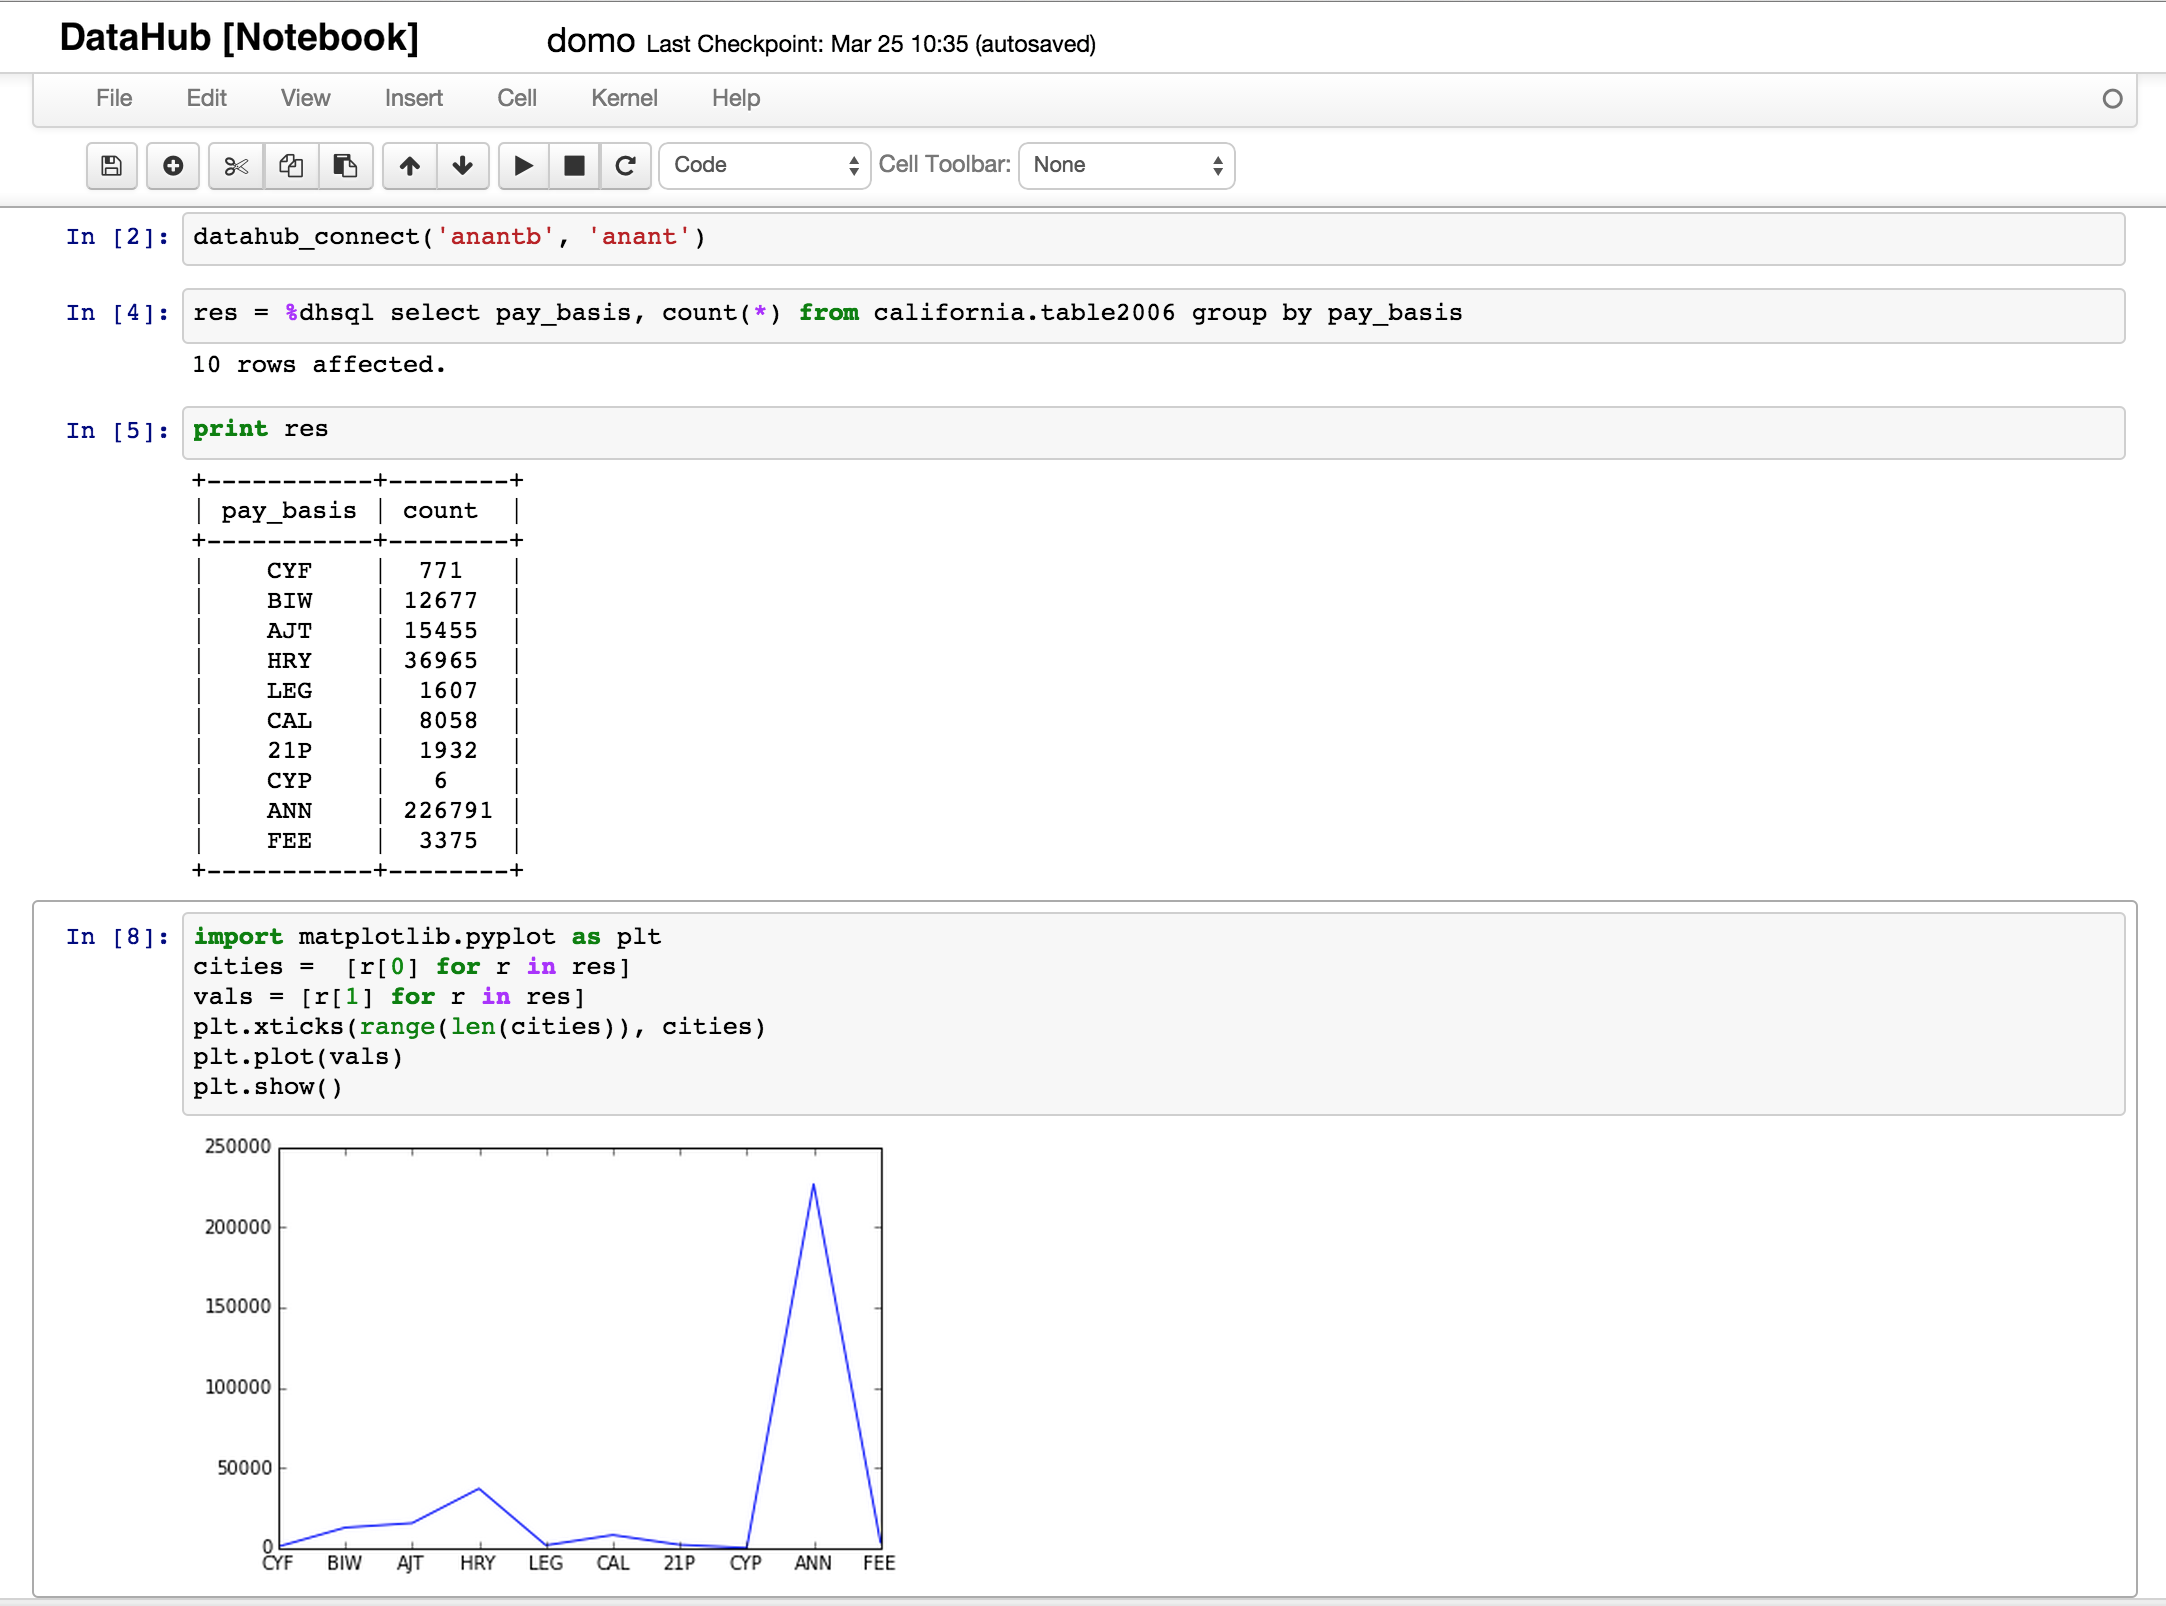 DataHub [Notebook] domo Last Checkpoint: Mar 25 10:35 (autosaved)
File Edit View Insert Cell Kernel Help
Code Cell Toolbar: None
In [2]: datahub_connect('anantb', 'anant')
In [4]: res = %dhsql select pay_basis, count(*) from california.table2006 group by pay_basis
10 rows affected.
In [5]: print res
+-----------+--------+
| pay_basis | count  |
+-----------+--------+
|    CYF    |  771   |
|    BIW    | 12677  |
|    AJT    | 15455  |
|    HRY    | 36965  |
|    LEG    |  1607  |
|    CAL    |  8058  |
|    21P    |  1932  |
|    CYP    |   6    |
|    ANN    | 226791 |
|    FEE    |  3375  |
+-----------+--------+
In [8]: import matplotlib.pyplot as plt
cities =  [r[0] for r in res]
vals = [r[1] for r in res]
plt.xticks(range(len(cities)), cities)
plt.plot(vals)
plt.show()
250000
200000
150000
100000
50000
0
CYF BIW AJT HRY LEG CAL 21P CYP ANN FEE